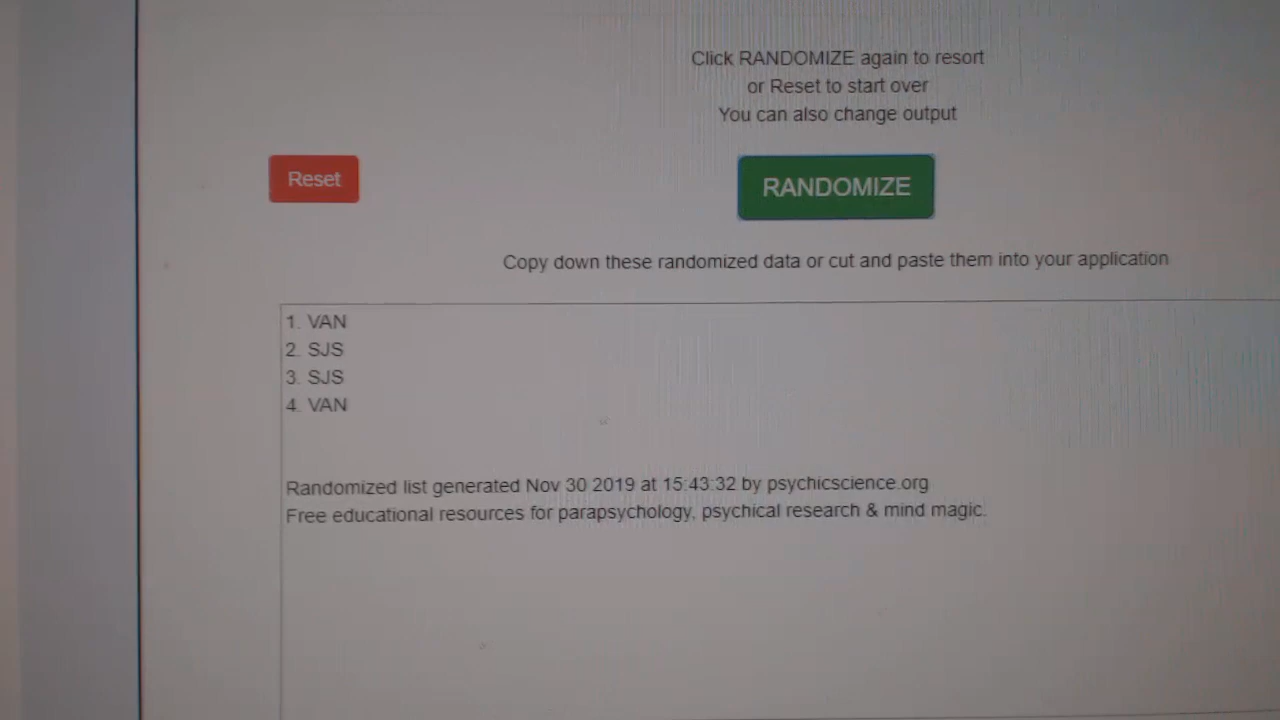 Click RANDOMIZE again to resort
or Reset to start over
You can also change output
Reset
RANDOMIZE
Copy down these randomized data or cut and paste them into your application
1. VAN
2. SJS
3. SJS
4. VAN
Randomized list generated Nov 30 2019 at 15:43:32 by psychicscience.org
Free educational resources for parapsychology, psychical research & mind magic.